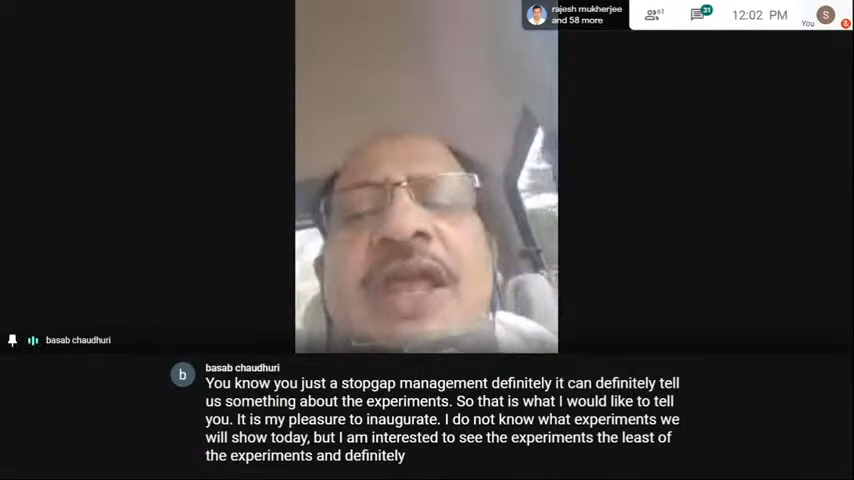 rajesh mukherjee
and 58 more
61
31
12:02 PM
You
S
basab chaudhuri
b
basab chaudhuri
You know you just a stopgap management definitely it can definitely tell
us something about the experiments. So that is what I would like to tell
you. It is my pleasure to inaugurate. I do not know what experiments we
will show today, but I am interested to see the experiments the least of
the experiments and definitely